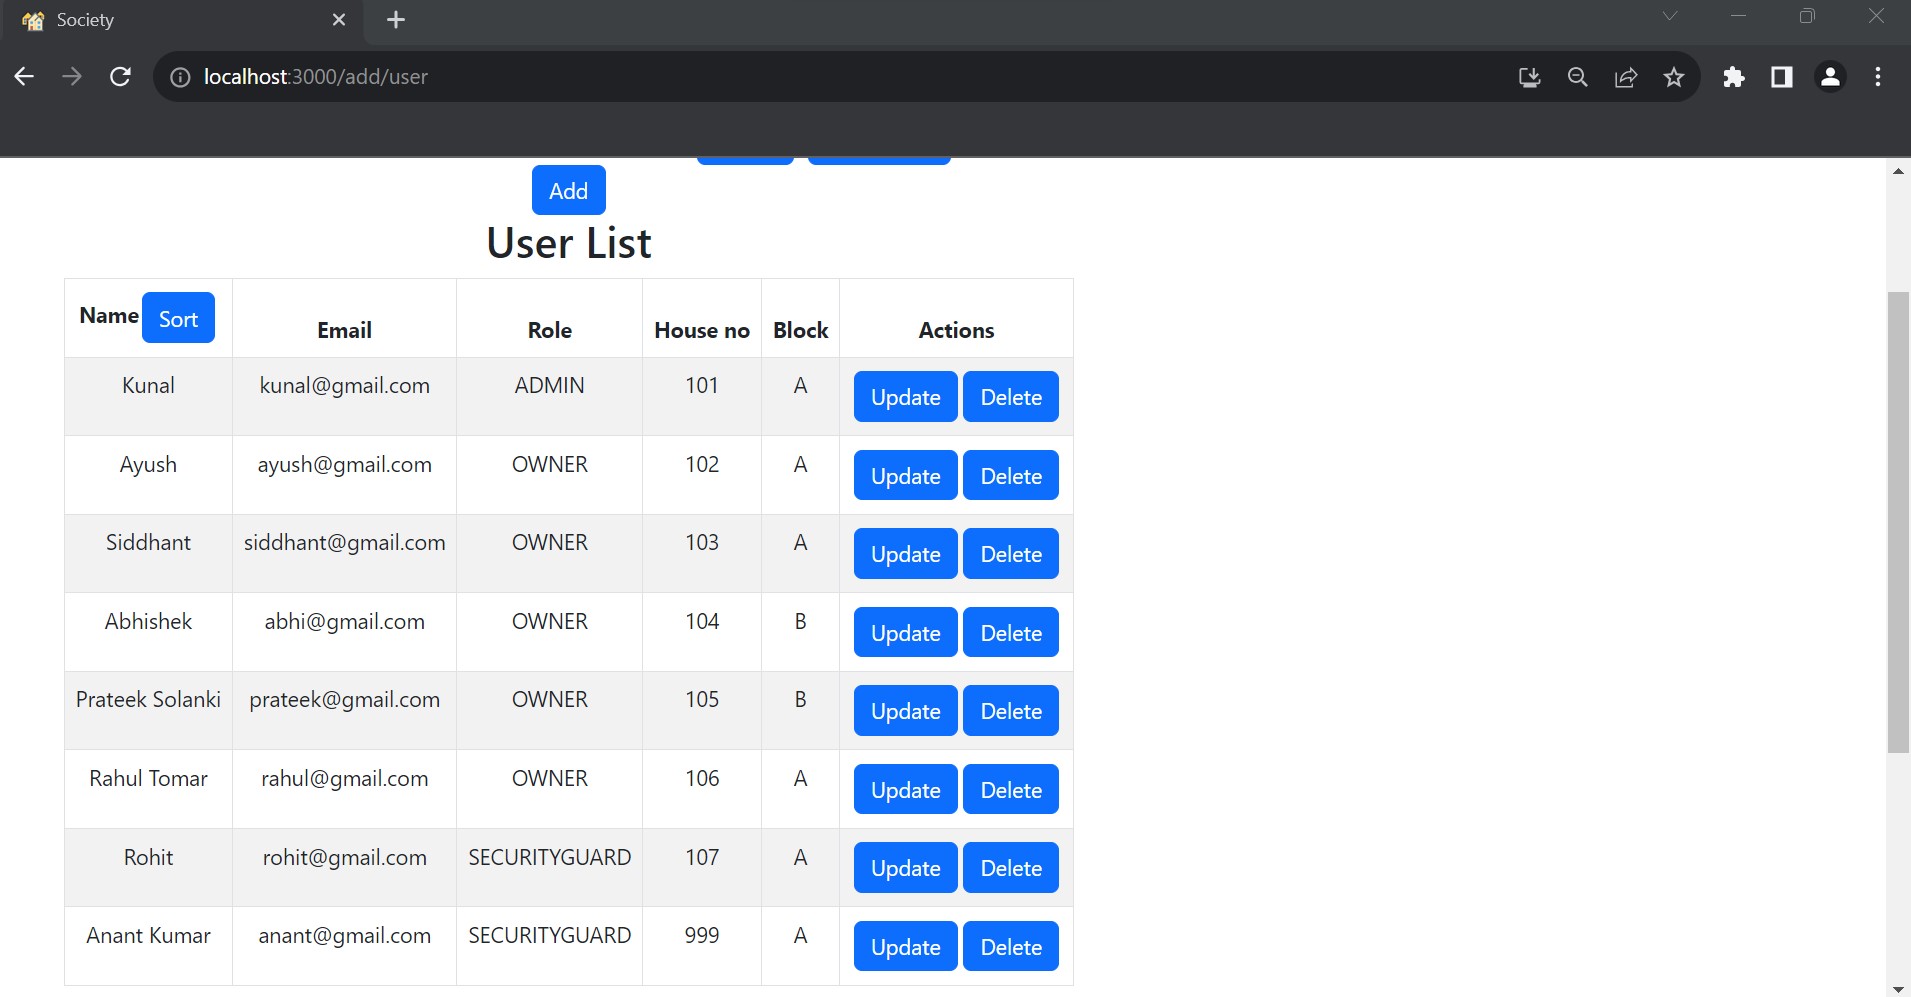 Society
localhost:3000/add/user
Add
User List
Name Sort Email Role House no Block Actions
Kunal kunal@gmail.com ADMIN 101 A Update Delete
Ayush ayush@gmail.com OWNER 102 A Update Delete
Siddhant siddhant@gmail.com OWNER 103 A Update Delete
Abhishek abhi@gmail.com OWNER 104 B Update Delete
Prateek Solanki prateek@gmail.com OWNER 105 B Update Delete
Rahul Tomar rahul@gmail.com OWNER 106 A Update Delete
Rohit rohit@gmail.com SECURITYGUARD 107 A Update Delete
Anant Kumar anant@gmail.com SECURITYGUARD 999 A Update Delete